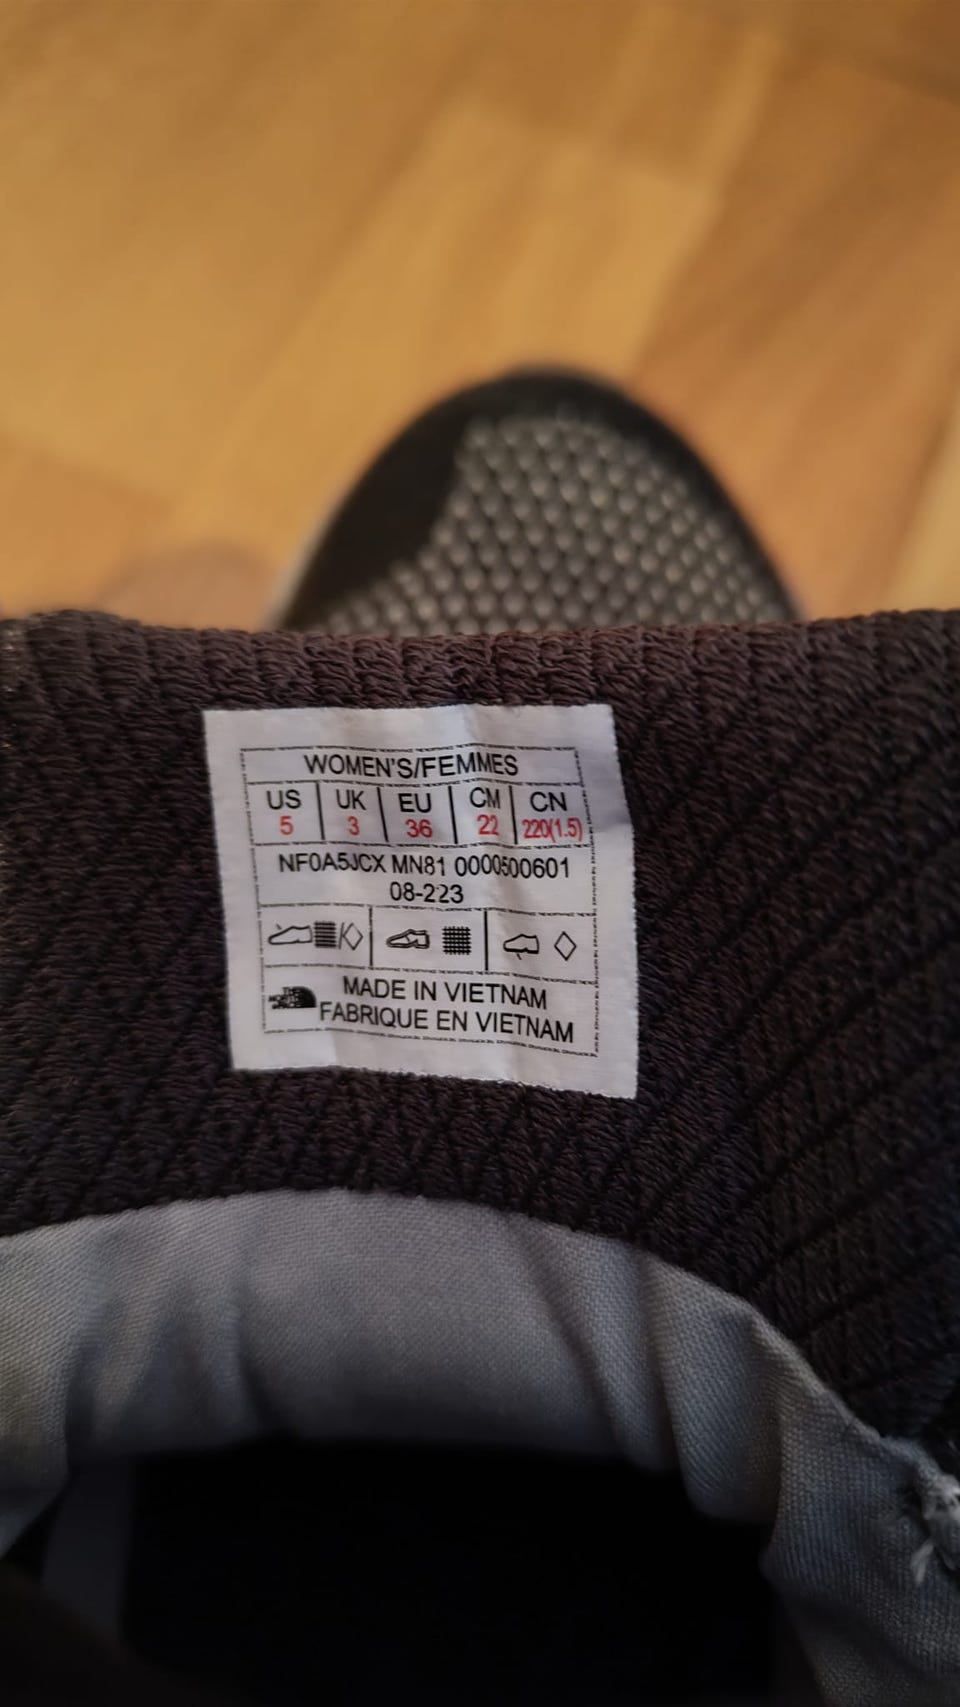 WOMEN'S/FEMMES
US UK EU CM CN
5 3 36 22 220(1.5)
NF0A5JCX MN81 0000500601
08-223
MADE IN VIETNAM
FABRIQUE EN VIETNAM